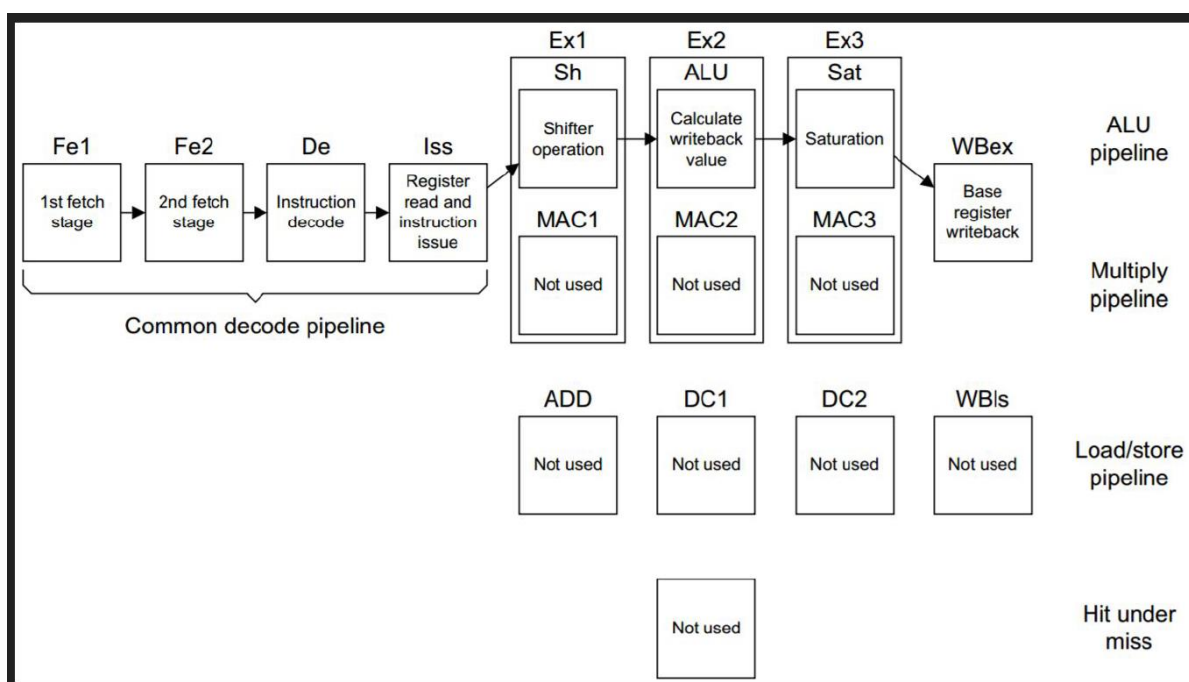 Ex1 Ex2 Ex3
Sh ALU Sat
Fe1 Fe2 De Iss
1st fetch
stage
2nd fetch
stage
Instruction
decode
Register
read and
instruction
issue
Shifter
operation
Calculate
writeback
value
Saturation
WBex
Base
register
writeback
ALU
pipeline
Common decode pipeline
MAC1 MAC2 MAC3
Not used Not used Not used
Multiply
pipeline
ADD DC1 DC2 WBls
Not used Not used Not used Not used
Load/store
pipeline
Not used
Hit under
miss